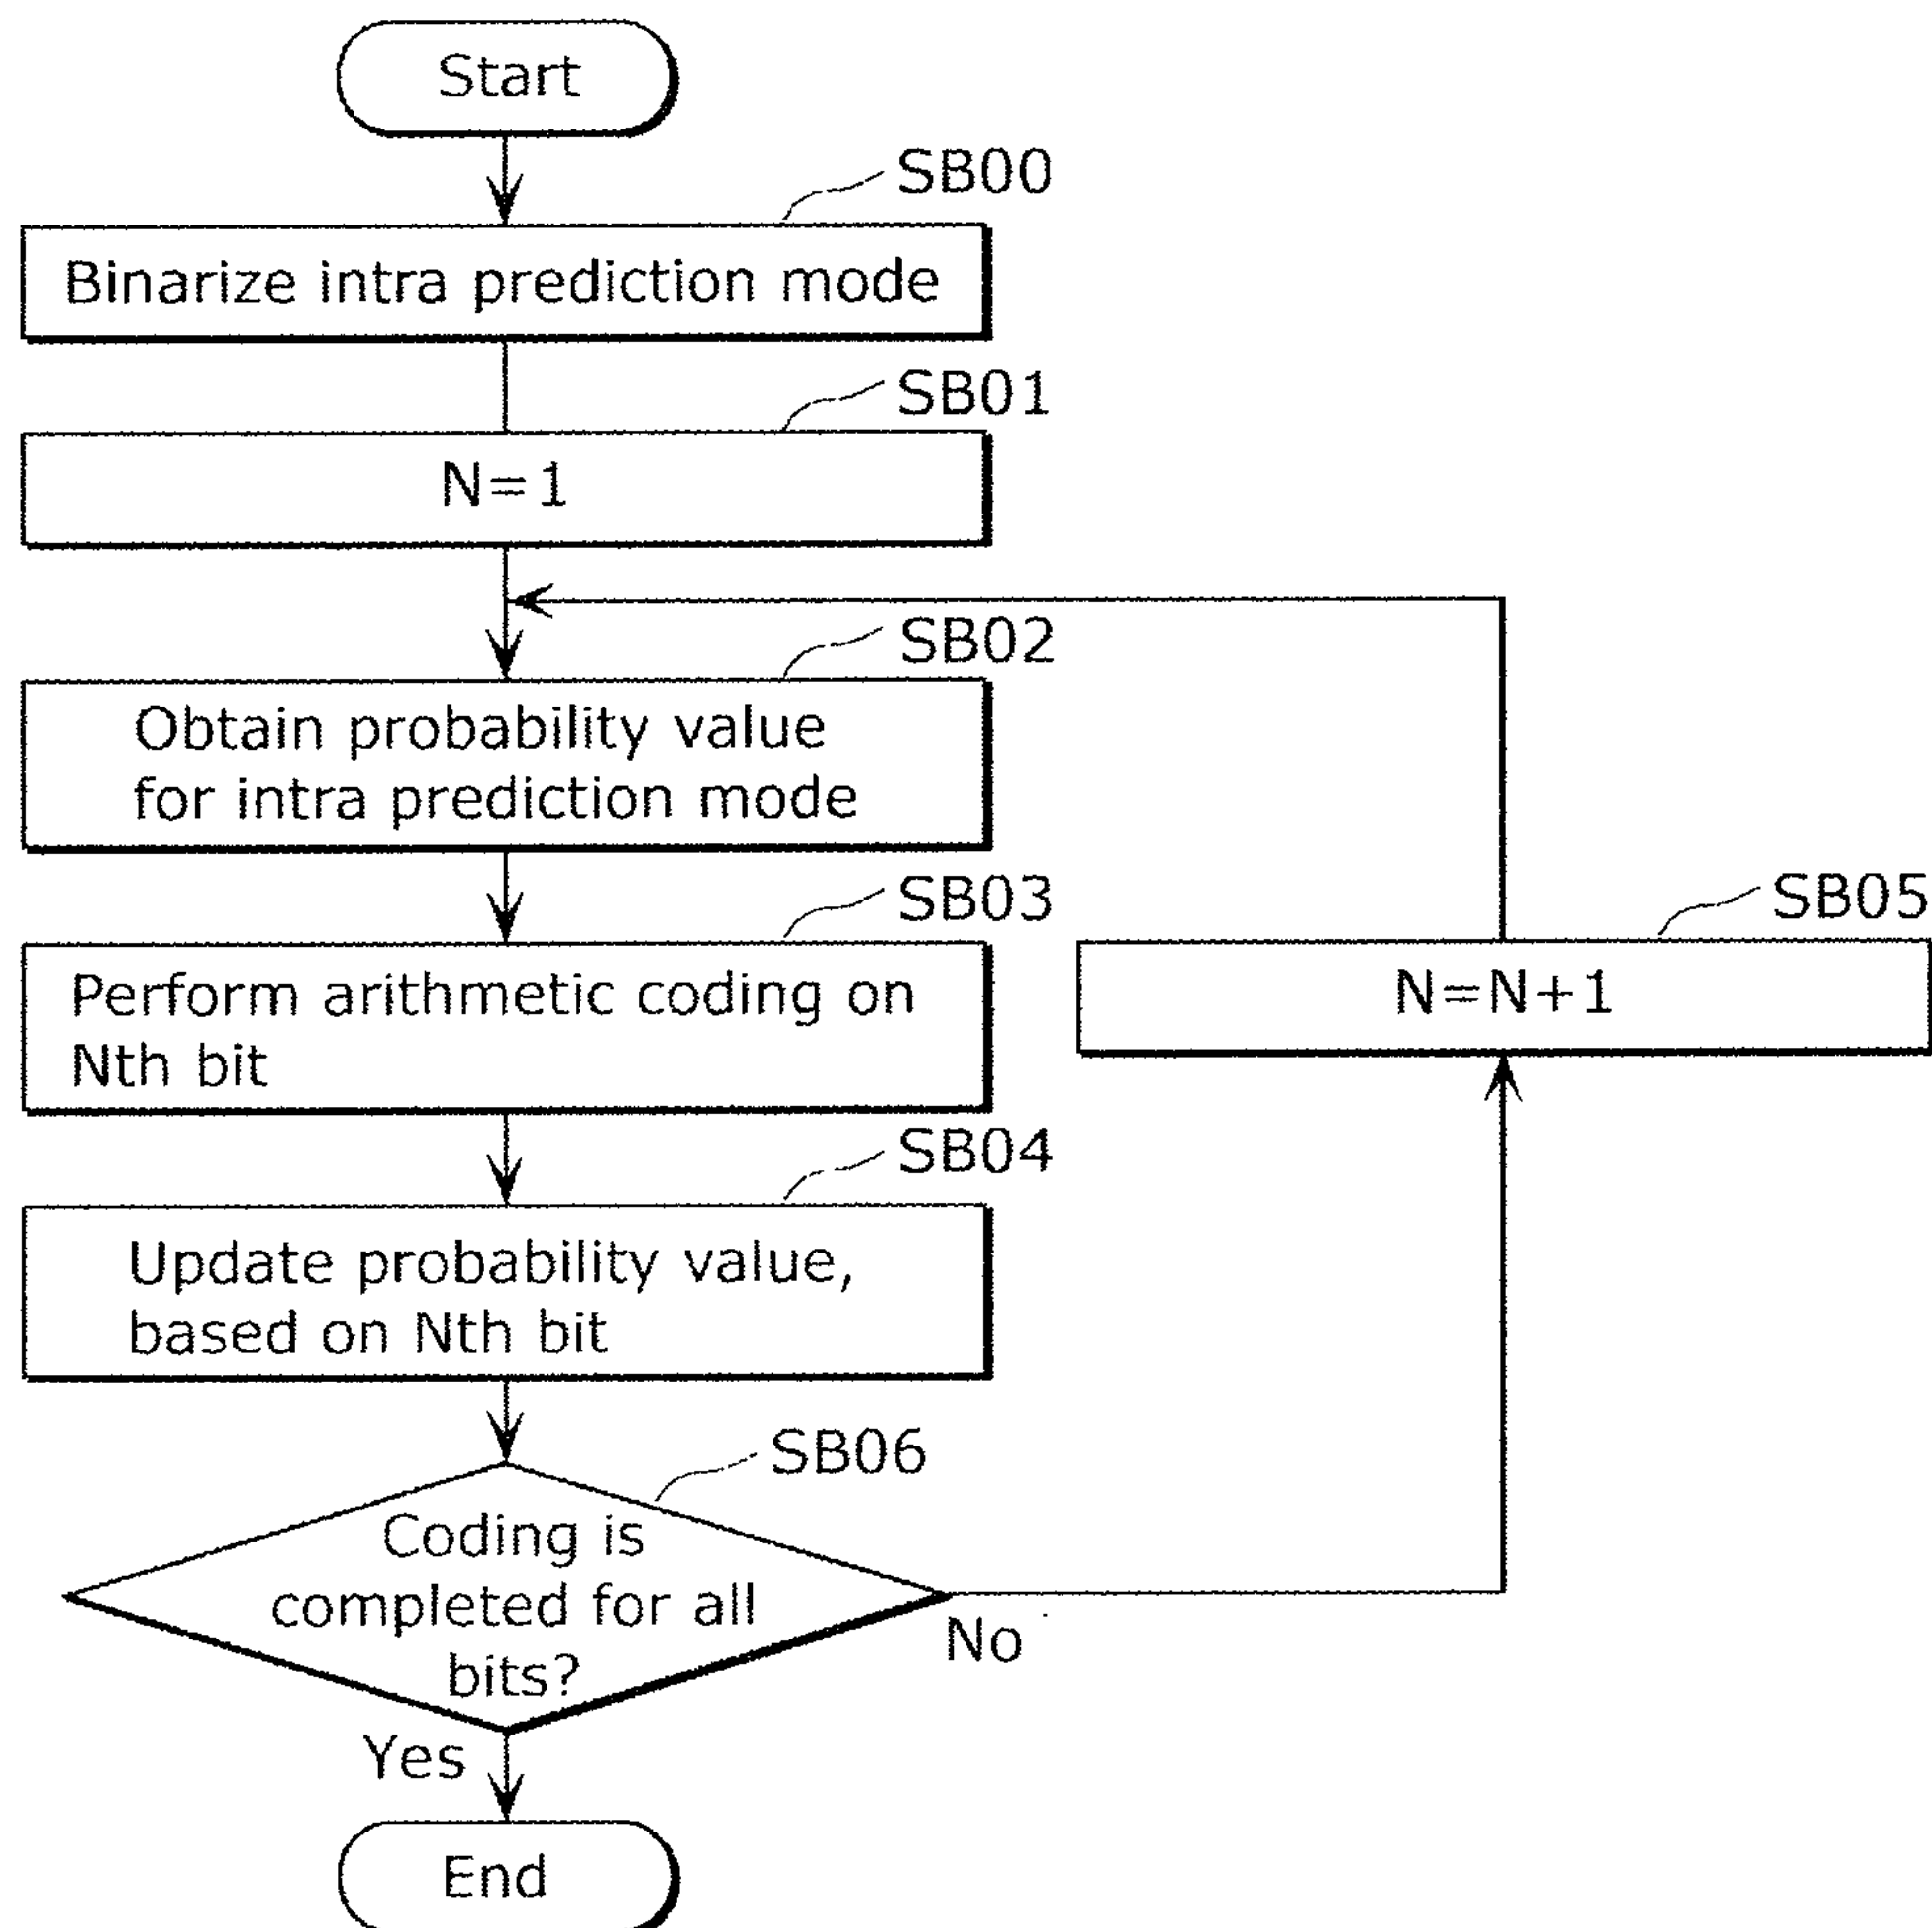 Start
SB00
Binarize intra prediction mode
SB01
N=1
SB02
Obtain probability value
for intra prediction mode
SB03
Perform arithmetic coding on
Nth bit
SB05
N=N+1
SB04
Update probability value,
based on Nth bit
SB06
Coding is
completed for all
bits?
No
Yes
End